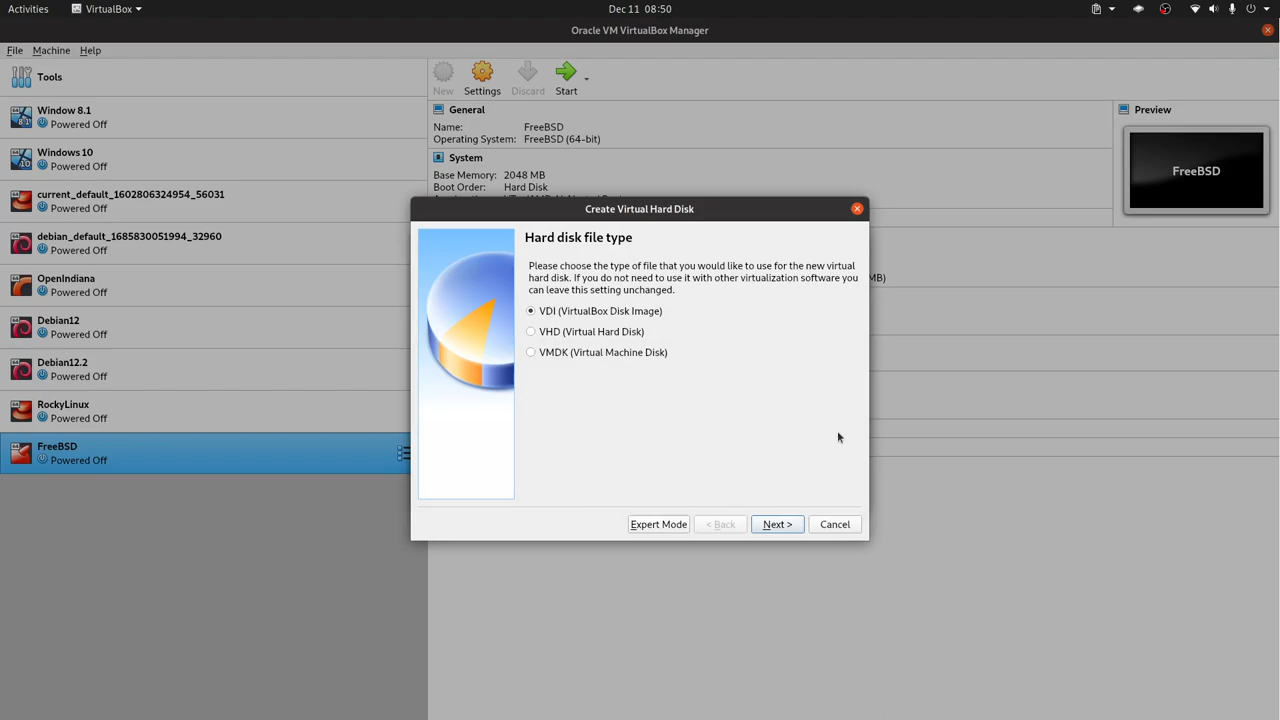 Activities VirtualBox Dec 11 08:50
Oracle VM VirtualBox Manager
File Machine Help
Tools
New Settings Discard Start
Window 8.1
Powered Off
Windows 10
Powered Off
current_default_1602806324954_56031
Powered Off
debian_default_1685830051994_32960
Powered Off
OpenIndiana
Powered Off
Debian12
Powered Off
Debian12.2
Powered Off
RockyLinux
Powered Off
FreeBSD
Powered Off
General
Name: FreeBSD
Operating System: FreeBSD (64-bit)
System
Base Memory: 2048 MB
Boot Order: Hard Disk
Preview
FreeBSD
MB)
Create Virtual Hard Disk
Hard disk file type
Please choose the type of file that you would like to use for the new virtual
hard disk. If you do not need to use it with other virtualization software you
can leave this setting unchanged.
VDI (VirtualBox Disk Image)
VHD (Virtual Hard Disk)
VMDK (Virtual Machine Disk)
Expert Mode < Back Next > Cancel